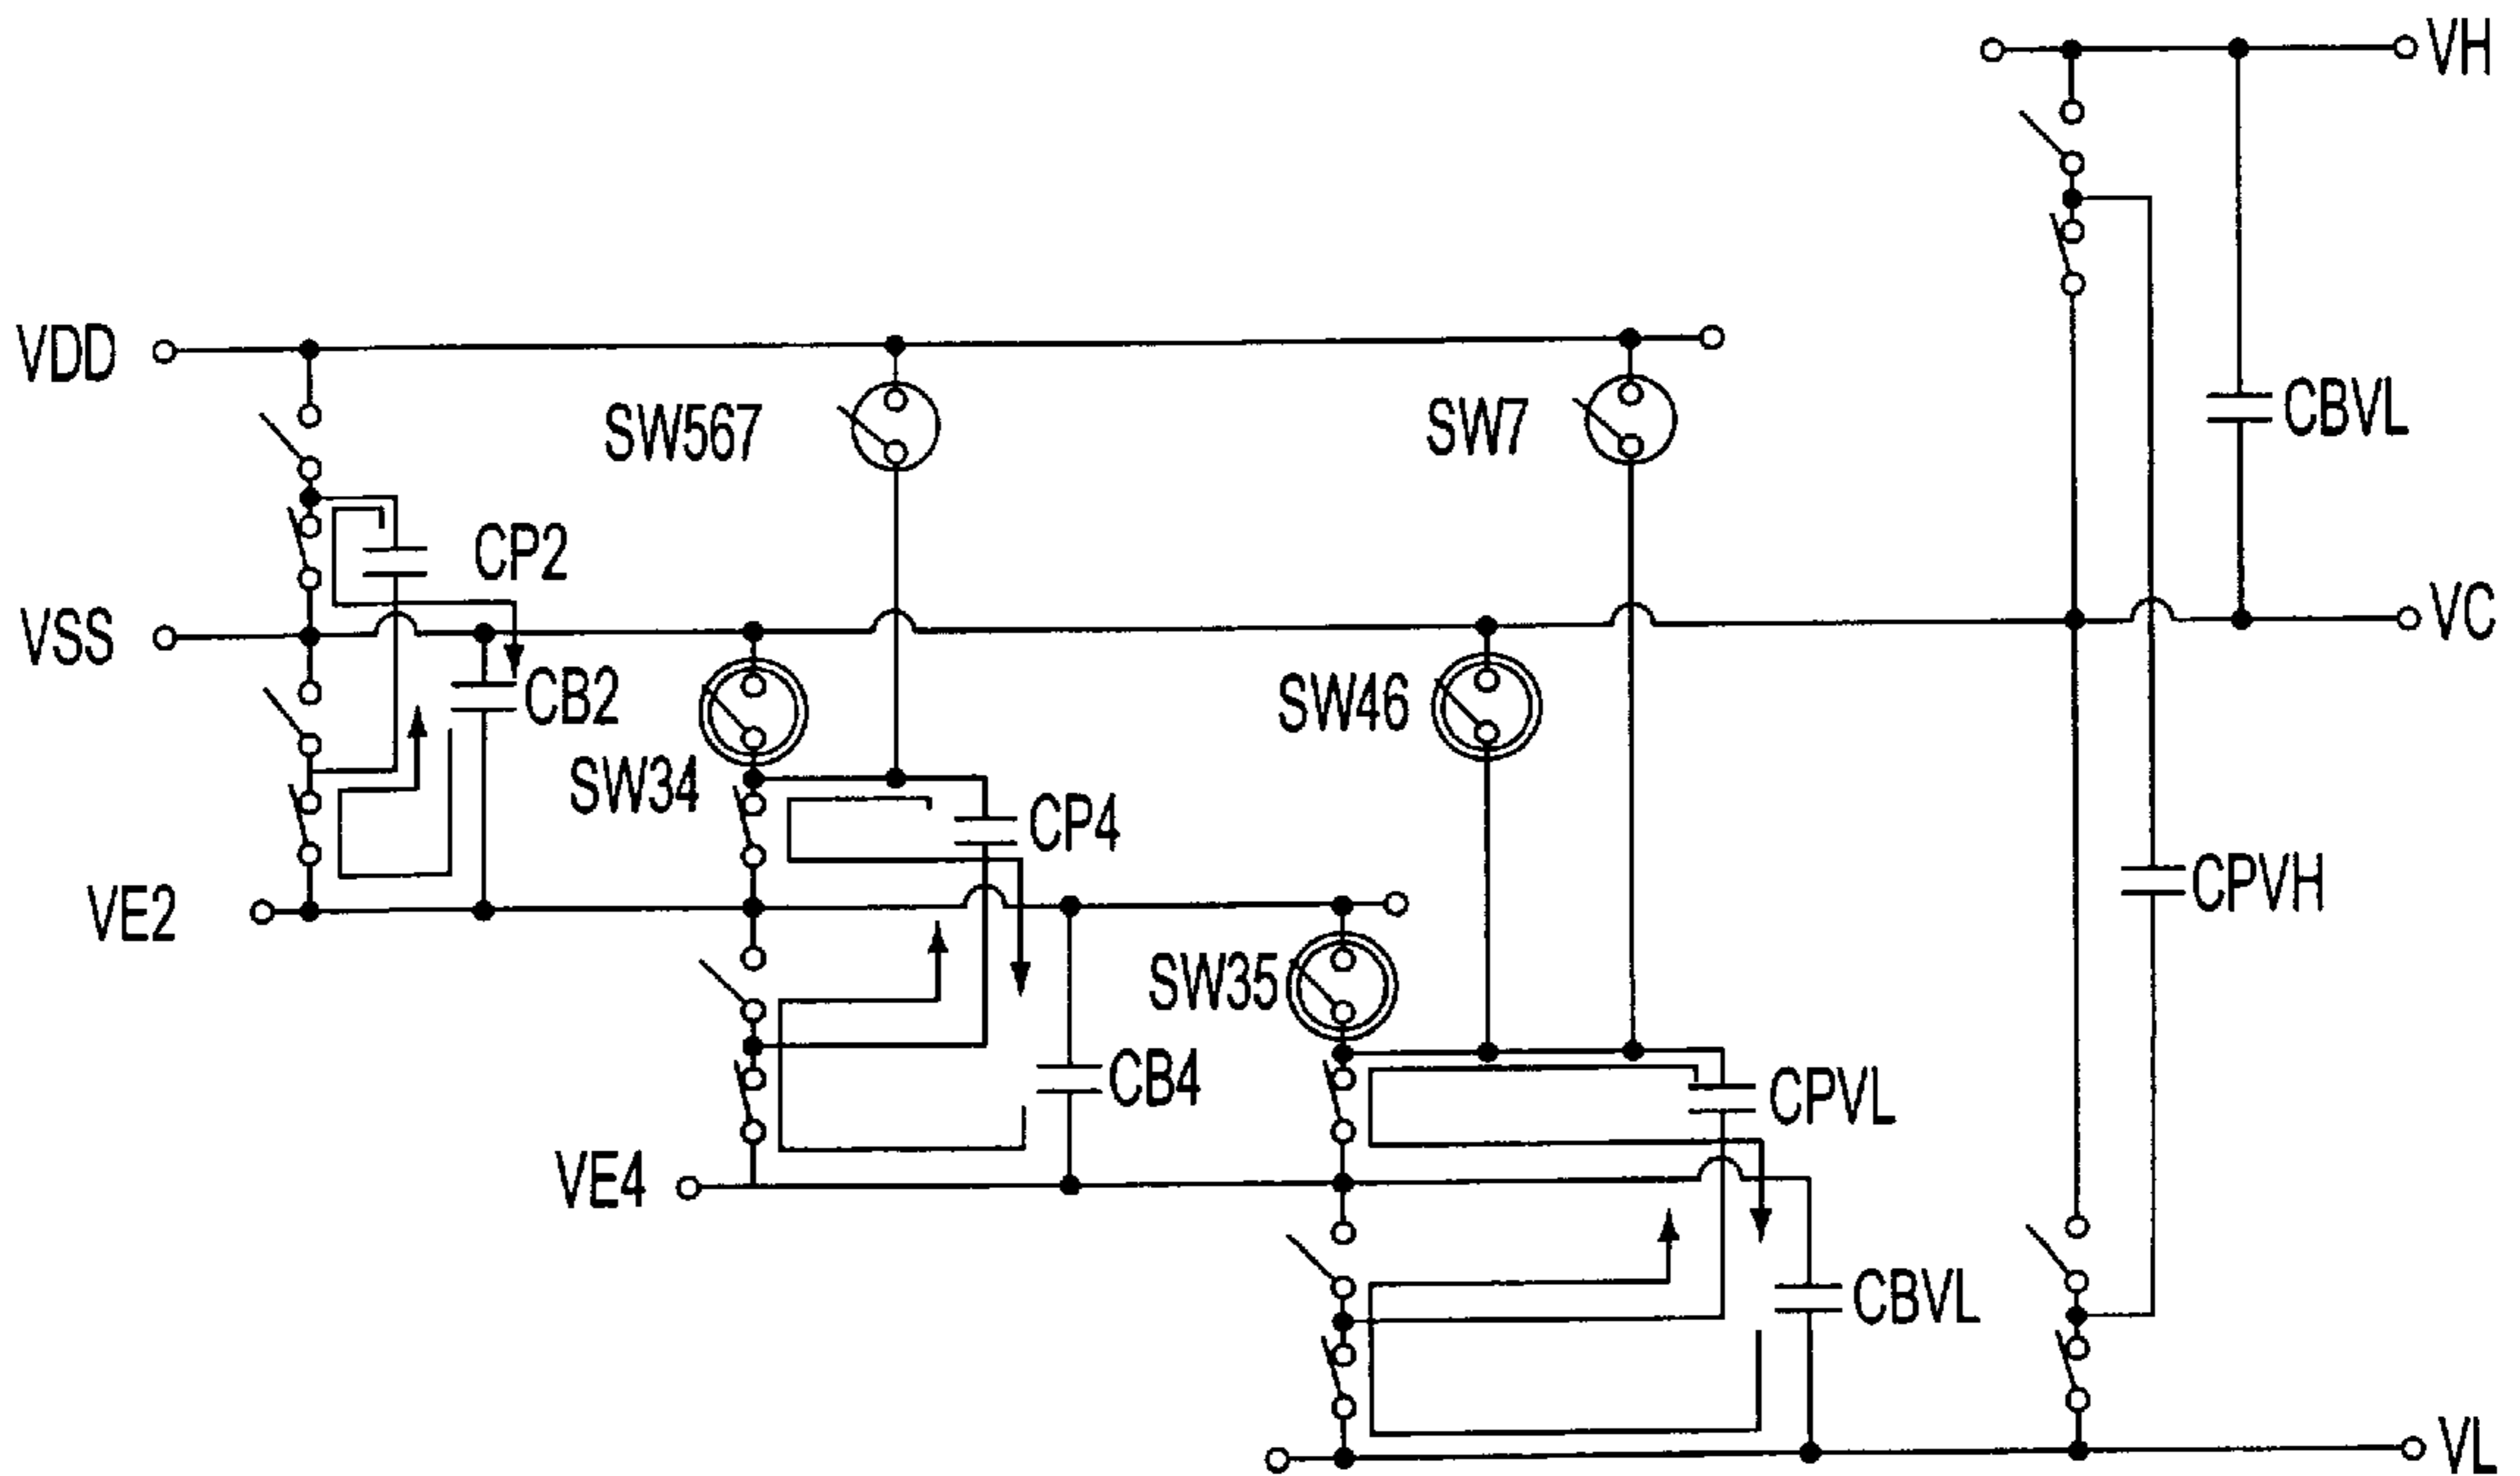 VH
VDD
SW567
SW7
CBVL
CP2
VSS
VC
CB2
SW34
SW46
CP4
CPVH
VE2
SW35
CB4
CPVL
VE4
CBVL
VL